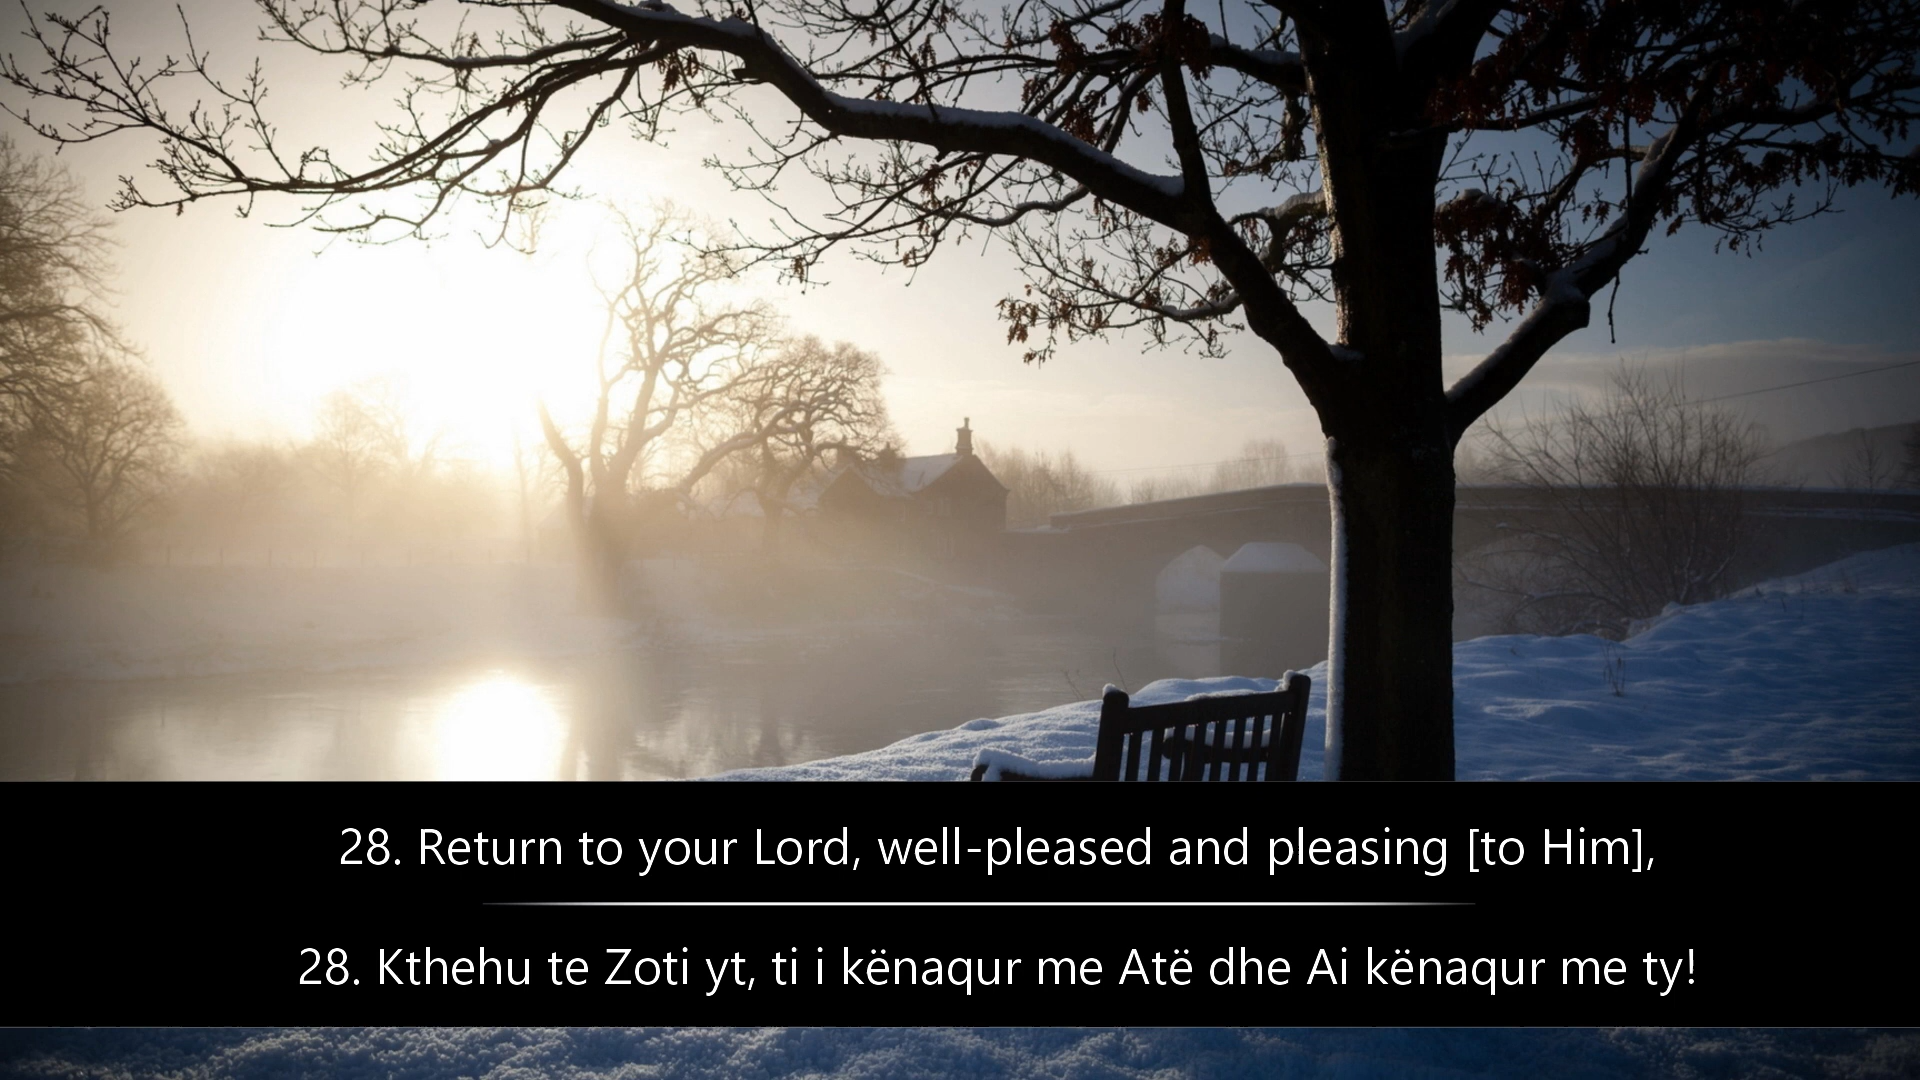 28. Return to your Lord, well-pleased and pleasing [to Him],
28. Kthehu te Zoti yt, ti i kënaqur me Atë dhe Ai kënaqur me ty!